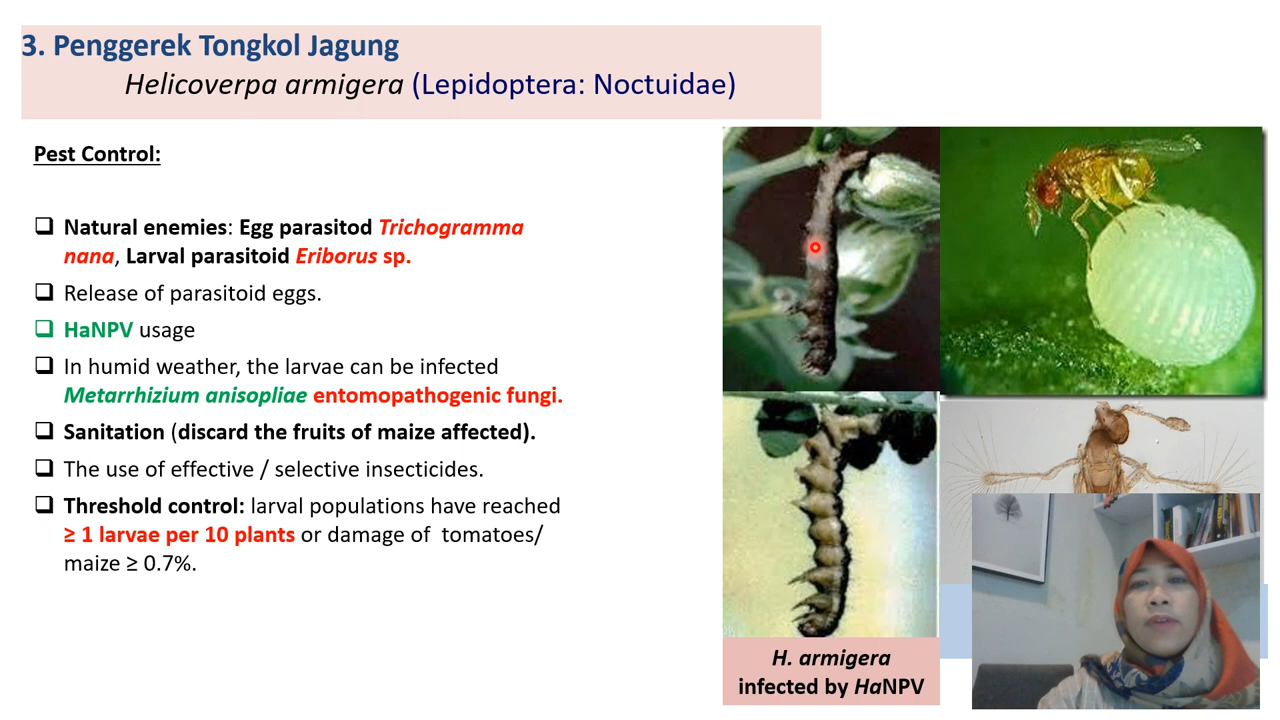 3. Penggerek Tongkol Jagung
Helicoverpa armigera (Lepidoptera: Noctuidae)
Pest Control:
❑ Natural enemies: Egg parasitod Trichogramma
nana, Larval parasitoid Eriborus sp.
❑ Release of parasitoid eggs.
❑ HaNPV usage
❑ In humid weather, the larvae can be infected
Metarrhizium anisopliae entomopathogenic fungi.
❑ Sanitation (discard the fruits of maize affected).
❑ The use of effective / selective insecticides.
❑ Threshold control: larval populations have reached
≥ 1 larvae per 10 plants or damage of tomatoes/
maize ≥ 0.7%.
H. armigera
infected by HaNPV